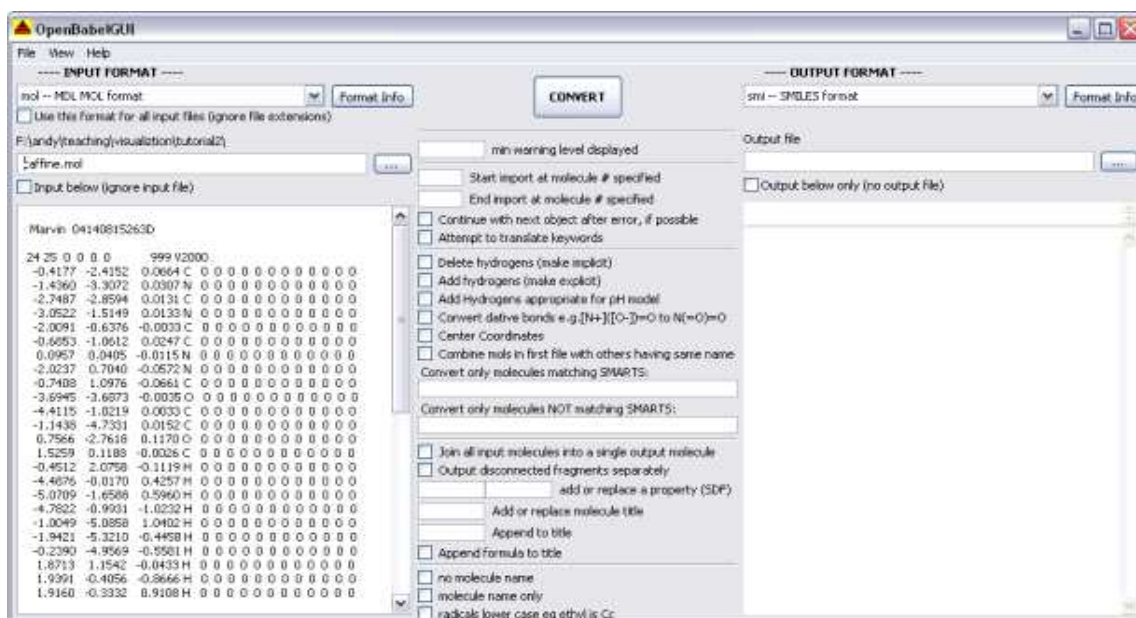 OpenBabelGUI
File View Help
---- INPUT FORMAT ----
mol -- MDL MOL format
Format Info
Use this format for all input files (ignore file extensions)
F:\andy\teaching\visualiztion\tutorial2\
affine.mol
...
Input below (ignore input file)
Marvin 04140815263D
24 25 0 0 0 0 999 V2000
-0.4177 -2.4152 0.0664 C 0 0 0 0 0 0 0 0 0 0 0 0
-1.4360 -3.3072 0.0307 N 0 0 0 0 0 0 0 0 0 0 0 0
-2.7487 -2.8594 0.0131 C 0 0 0 0 0 0 0 0 0 0 0 0
-3.0522 -1.5149 0.0133 N 0 0 0 0 0 0 0 0 0 0 0 0
-2.0091 -0.6376 -0.0033 C 0 0 0 0 0 0 0 0 0 0 0 0
-0.6853 -1.0612 0.0247 C 0 0 0 0 0 0 0 0 0 0 0 0
0.0957 0.0405 -0.0115 N 0 0 0 0 0 0 0 0 0 0 0 0
-2.0237 0.7040 -0.0572 N 0 0 0 0 0 0 0 0 0 0 0 0
-0.7408 1.0976 -0.0661 C 0 0 0 0 0 0 0 0 0 0 0 0
-3.6945 -3.6873 -0.0035 O 0 0 0 0 0 0 0 0 0 0 0 0
-4.4115 -1.0219 0.0033 C 0 0 0 0 0 0 0 0 0 0 0 0
-1.1438 -4.7331 0.0152 C 0 0 0 0 0 0 0 0 0 0 0 0
0.7566 -2.7618 0.1170 O 0 0 0 0 0 0 0 0 0 0 0 0
1.5259 0.1188 -0.0026 C 0 0 0 0 0 0 0 0 0 0 0 0
-0.4512 2.0758 -0.1119 H 0 0 0 0 0 0 0 0 0 0 0 0
-4.4876 -0.0170 0.4257 H 0 0 0 0 0 0 0 0 0 0 0 0
-5.0709 -1.6588 0.5960 H 0 0 0 0 0 0 0 0 0 0 0 0
-4.7822 -0.9931 -1.0232 H 0 0 0 0 0 0 0 0 0 0 0 0
-1.0049 -5.0858 1.0402 H 0 0 0 0 0 0 0 0 0 0 0 0
-1.9421 -5.3210 -0.4458 H 0 0 0 0 0 0 0 0 0 0 0 0
-0.2390 -4.9569 -0.5581 H 0 0 0 0 0 0 0 0 0 0 0 0
1.8713 1.1542 -0.0433 H 0 0 0 0 0 0 0 0 0 0 0 0
1.9391 -0.4056 -0.8666 H 0 0 0 0 0 0 0 0 0 0 0 0
1.9160 -0.3332 0.9108 H 0 0 0 0 0 0 0 0 0 0 0 0
CONVERT
min warning level displayed
Start import at molecule # specified
End import at molecule # specified
Continue with next object after error, if possible
Attempt to translate keywords
Delete hydrogens (make implicit)
Add hydrogens (make explicit)
Add Hydrogens appropriate for pH model
Convert dative bonds e.g.[N+]([O-])=O to N(=O)=O
Center Coordinates
Combine mols in first file with others having same name
Convert only molecules matching SMARTS:
Convert only molecules NOT matching SMARTS:
Join all input molecules into a single output molecule
Output disconnected fragments separately
add or replace a property (SDF)
Add or replace molecule title
Append to title
Append formula to title
no molecule name
molecule name only
radicals lower case eg ethyl is Cc
---- OUTPUT FORMAT ----
smi -- SMILES format
Format Info
Output file
...
Output below only (no output file)